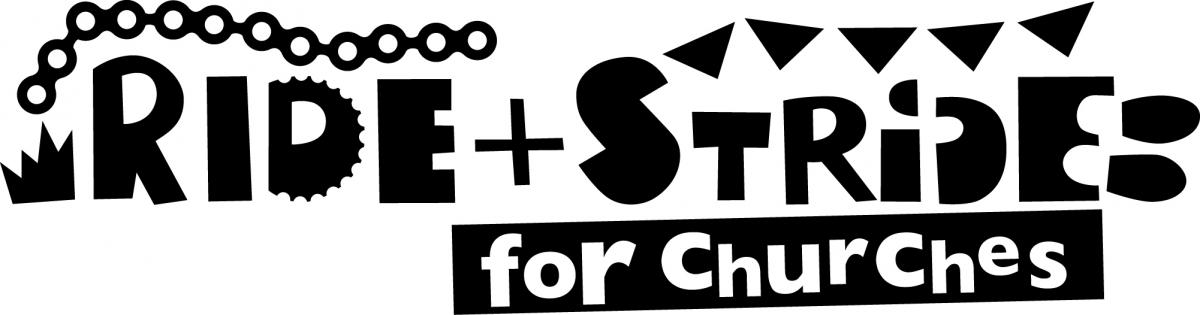 RIDE + STRIDE
for Churches